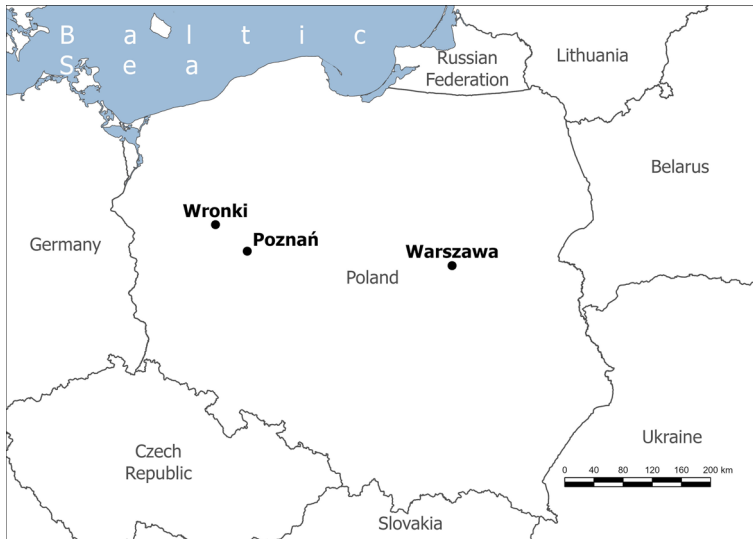 B a l t i c
S e a
Russian
Federation
Lithuania
Belarus
Wronki
Germany
Poznań
Warszawa
Poland
Czech
Republic
Ukraine
0 40 80 120 160 200 km
Slovakia